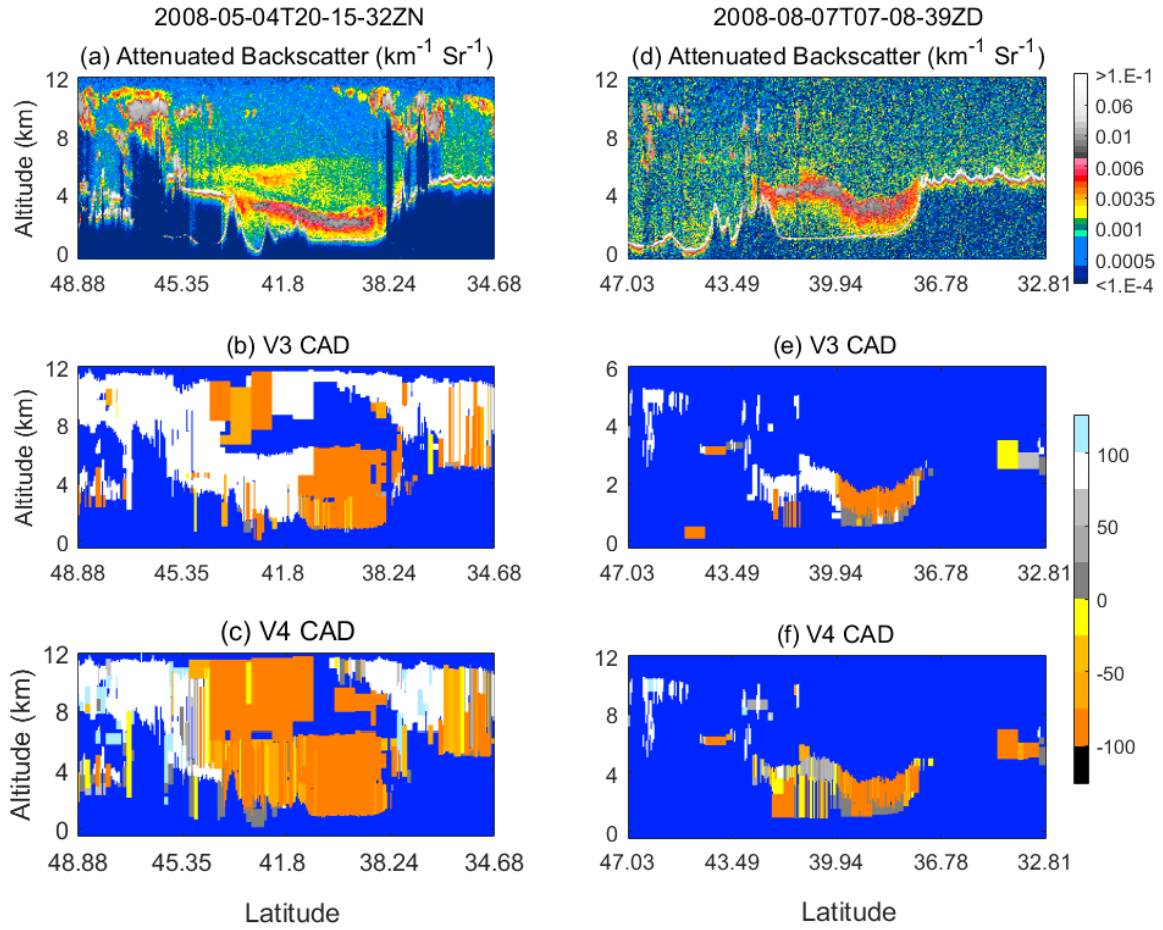 2008-05-04T20-15-32ZN
2008-08-07T07-08-39ZD
(a) Attenuated Backscatter (km⁻¹ Sr⁻¹)
(d) Attenuated Backscatter (km⁻¹ Sr⁻¹)
Altitude (km)
12
8
4
0
48.88 45.35 41.8 38.24 34.68
12
8
4
0
47.03 43.49 39.94 36.78 32.81
>1.E-1
0.06
0.01
0.006
0.0035
0.001
0.0005
<1.E-4
(b) V3 CAD
(e) V3 CAD
Altitude (km)
12
8
4
0
48.88 45.35 41.8 38.24 34.68
6
4
2
0
47.03 43.49 39.94 36.78 32.81
100
50
0
-50
-100
(c) V4 CAD
(f) V4 CAD
Altitude (km)
12
8
4
0
48.88 45.35 41.8 38.24 34.68
12
8
4
0
47.03 43.49 39.94 36.78 32.81
Latitude
Latitude